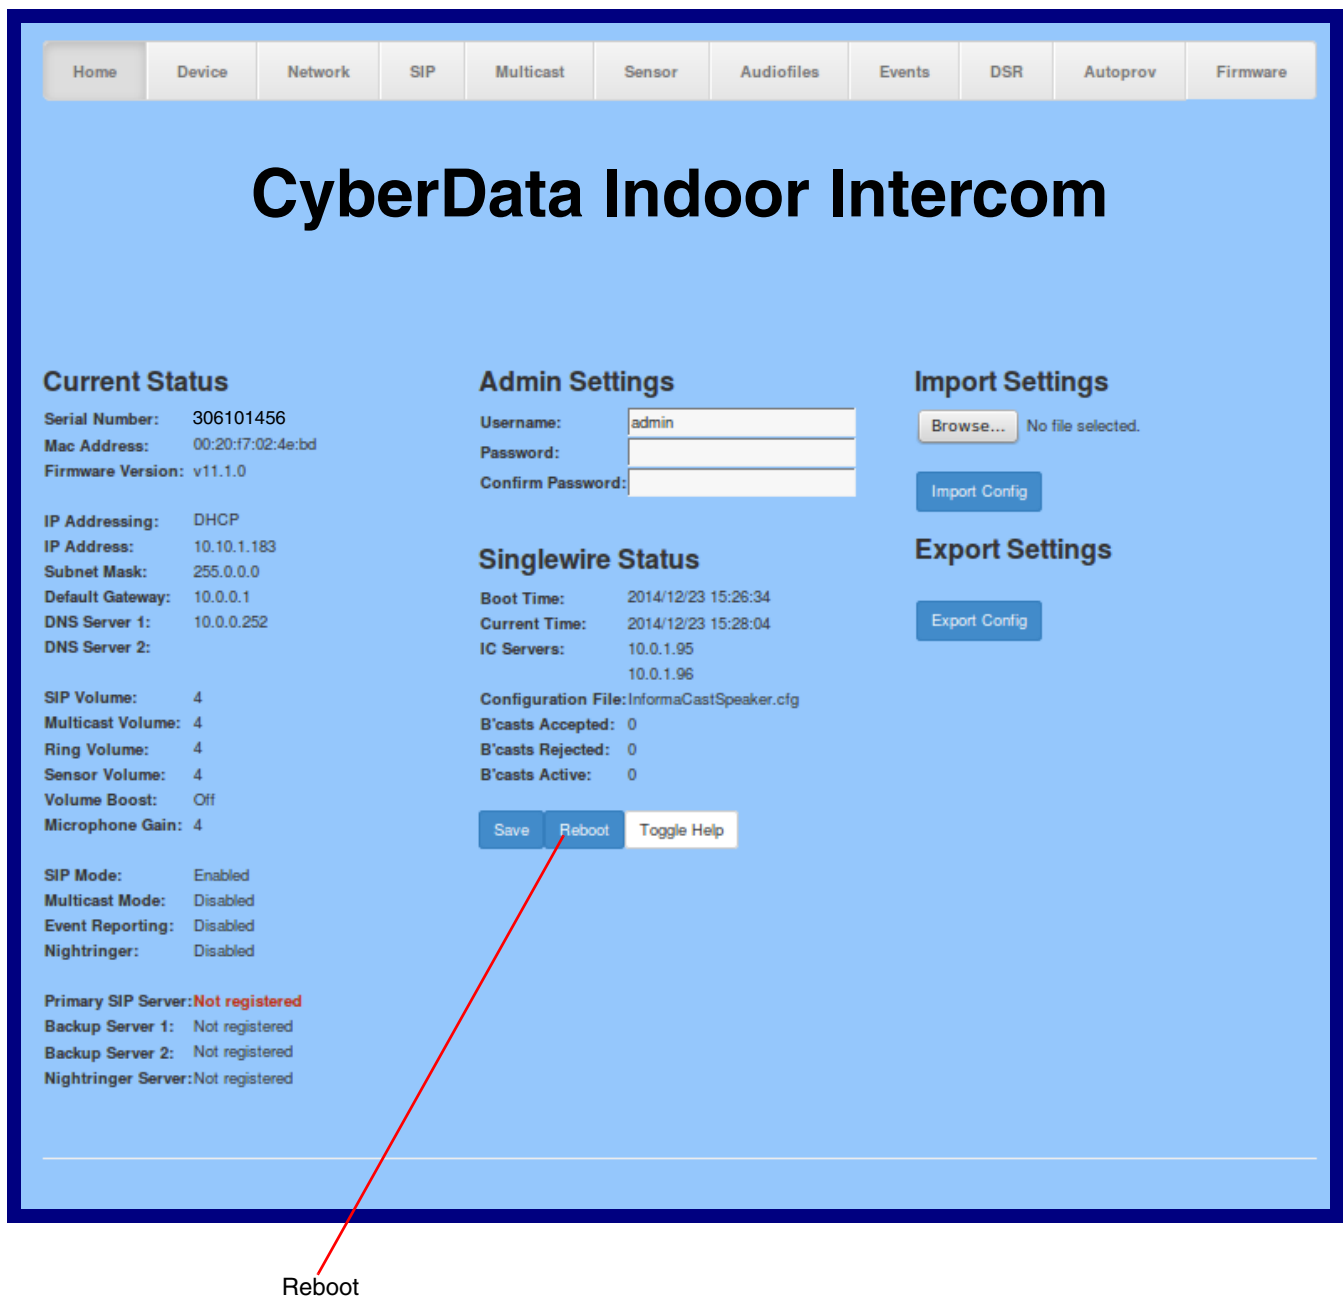 Home Device Network SIP Multicast Sensor Audiofiles Events DSR Autoprov Firmware
CyberData Indoor Intercom
Current Status
Serial Number: 306101456
Mac Address: 00:20:f7:02:4e:bd
Firmware Version: v11.1.0
IP Addressing: DHCP
IP Address: 10.10.1.183
Subnet Mask: 255.0.0.0
Default Gateway: 10.0.0.1
DNS Server 1: 10.0.0.252
DNS Server 2:
SIP Volume: 4
Multicast Volume: 4
Ring Volume: 4
Sensor Volume: 4
Volume Boost: Off
Microphone Gain: 4
SIP Mode: Enabled
Multicast Mode: Disabled
Event Reporting: Disabled
Nightringer: Disabled
Primary SIP Server: Not registered
Backup Server 1: Not registered
Backup Server 2: Not registered
Nightringer Server: Not registered
Admin Settings
Username: admin
Password:
Confirm Password:
Singlewire Status
Boot Time: 2014/12/23 15:26:34
Current Time: 2014/12/23 15:28:04
IC Servers: 10.0.1.95
10.0.1.96
Configuration File: InformaCastSpeaker.cfg
B'casts Accepted: 0
B'casts Rejected: 0
B'casts Active: 0
Save Reboot Toggle Help
Import Settings
Browse... No file selected.
Import Config
Export Settings
Export Config
Reboot